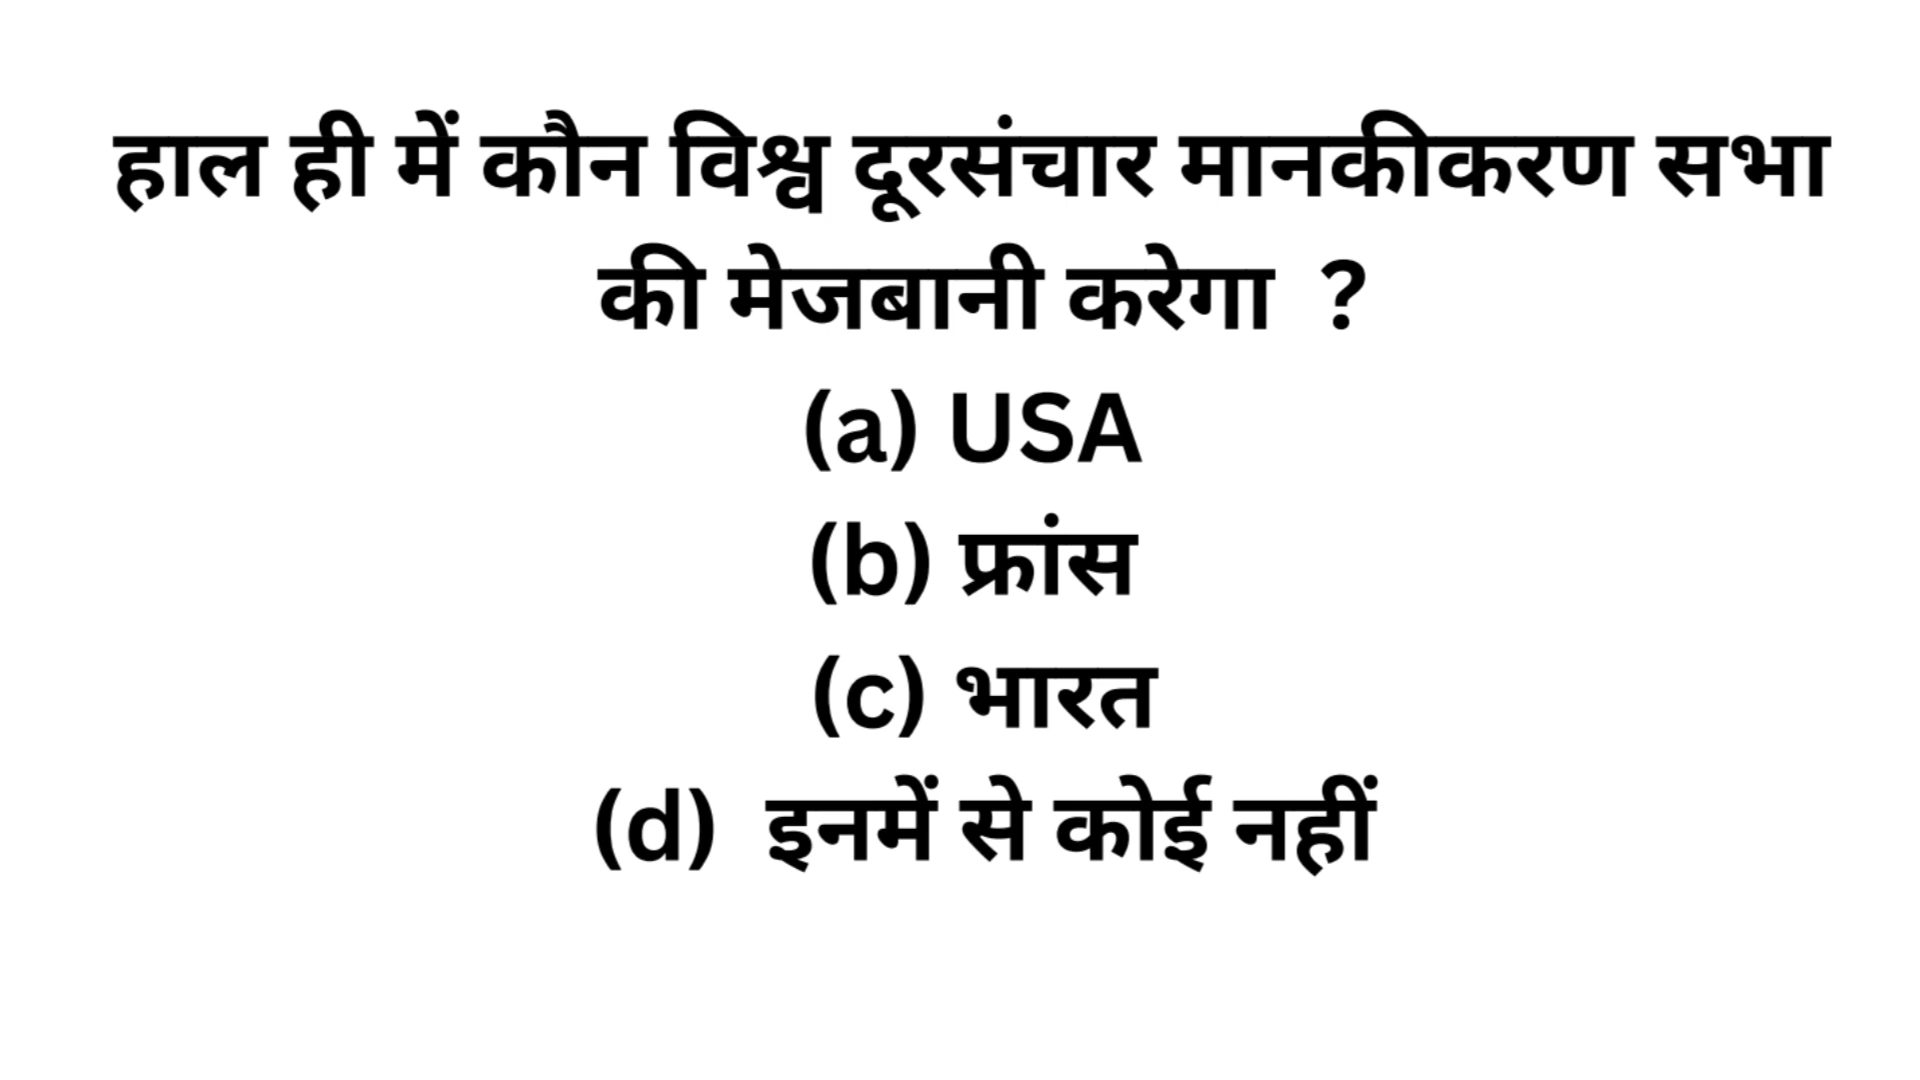 हाल ही में कौन विश्व दूरसंचार मानकीकरण सभा
की मेजबानी करेगा ?
(a) USA
(b) फ्रांस
(c) भारत
(d) इनमें से कोई नहीं